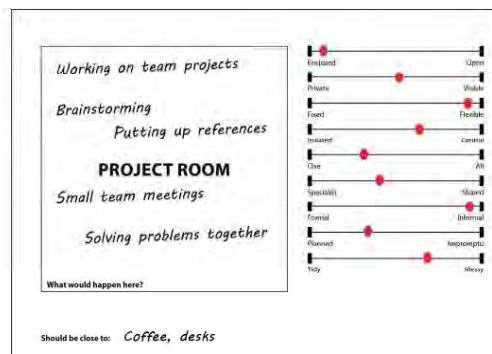 Working on team projects
Brainstorming
Putting up references
PROJECT ROOM
Small team meetings
Solving problems together
What would happen here?
Enclosed Open
Private Visible
Fixed Flexible
Isolated Central
One All
Specialist Shared
Formal Informal
Planned Impromptu
Tidy Messy
Should be close to: Coffee, desks